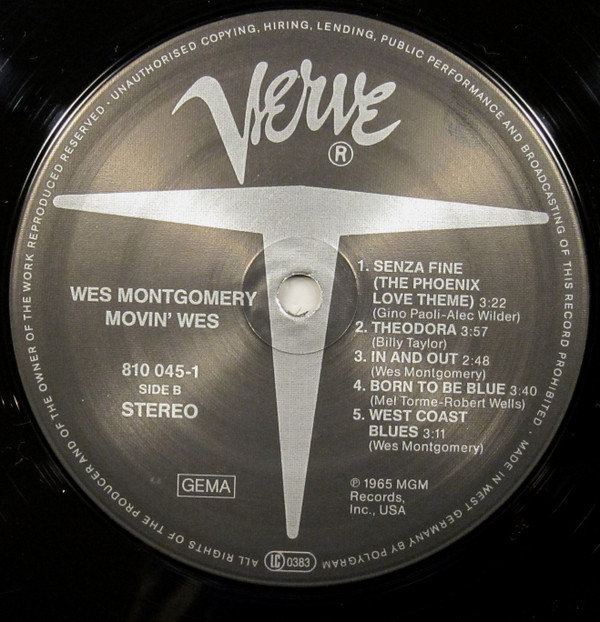 Verve
®
WES MONTGOMERY
MOVIN' WES
810 045-1
SIDE B
STEREO
GEMA
1. SENZA FINE
(THE PHOENIX
LOVE THEME) 3:22
(Gino Paoli-Alec Wilder)
2. THEODORA 3:57
(Billy Taylor)
3. IN AND OUT 2:48
(Wes Montgomery)
4. BORN TO BE BLUE 3:40
(Mel Torme-Robert Wells)
5. WEST COAST
BLUES 3:11
(Wes Montgomery)
℗ 1965 MGM
Records,
Inc., USA
ALL RIGHTS OF THE PRODUCER AND OF THE OWNER OF THE WORK REPRODUCED RESERVED · UNAUTHORISED COPYING, HIRING, LENDING, PUBLIC PERFORMANCE AND BROADCASTING OF THIS RECORD PROHIBITED · MADE IN WEST GERMANY BY POLYGRAM
LC 0383